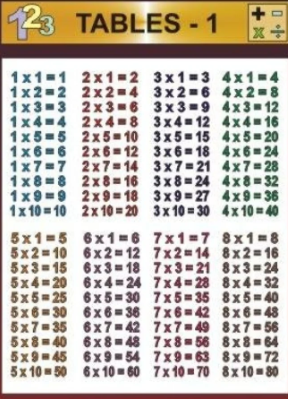 123 TABLES - 1 + - x ÷
1 x 1 = 1 2 x 1 = 2 3 x 1 = 3 4 x 1 = 4
1 x 2 = 2 2 x 2 = 4 3 x 2 = 6 4 x 2 = 8
1 x 3 = 3 2 x 3 = 6 3 x 3 = 9 4 x 3 = 12
1 x 4 = 4 2 x 4 = 8 3 x 4 = 12 4 x 4 = 16
1 x 5 = 5 2 x 5 = 10 3 x 5 = 15 4 x 5 = 20
1 x 6 = 6 2 x 6 = 12 3 x 6 = 18 4 x 6 = 24
1 x 7 = 7 2 x 7 = 14 3 x 7 = 21 4 x 7 = 28
1 x 8 = 8 2 x 8 = 16 3 x 8 = 24 4 x 8 = 32
1 x 9 = 9 2 x 9 = 18 3 x 9 = 27 4 x 9 = 36
1 x 10 = 10 2 x 10 = 20 3 x 10 = 30 4 x 10 = 40
5 x 1 = 5 6 x 1 = 6 7 x 1 = 7 8 x 1 = 8
5 x 2 = 10 6 x 2 = 12 7 x 2 = 14 8 x 2 = 16
5 x 3 = 15 6 x 3 = 18 7 x 3 = 21 8 x 3 = 24
5 x 4 = 20 6 x 4 = 24 7 x 4 = 28 8 x 4 = 32
5 x 5 = 25 6 x 5 = 30 7 x 5 = 35 8 x 5 = 40
5 x 6 = 30 6 x 6 = 36 7 x 6 = 42 8 x 6 = 48
5 x 7 = 35 6 x 7 = 42 7 x 7 = 49 8 x 7 = 56
5 x 8 = 40 6 x 8 = 48 7 x 8 = 56 8 x 8 = 64
5 x 9 = 45 6 x 9 = 54 7 x 9 = 63 8 x 9 = 72
5 x 10 = 50 6 x 10 = 60 7 x 10 = 70 8 x 10 = 80